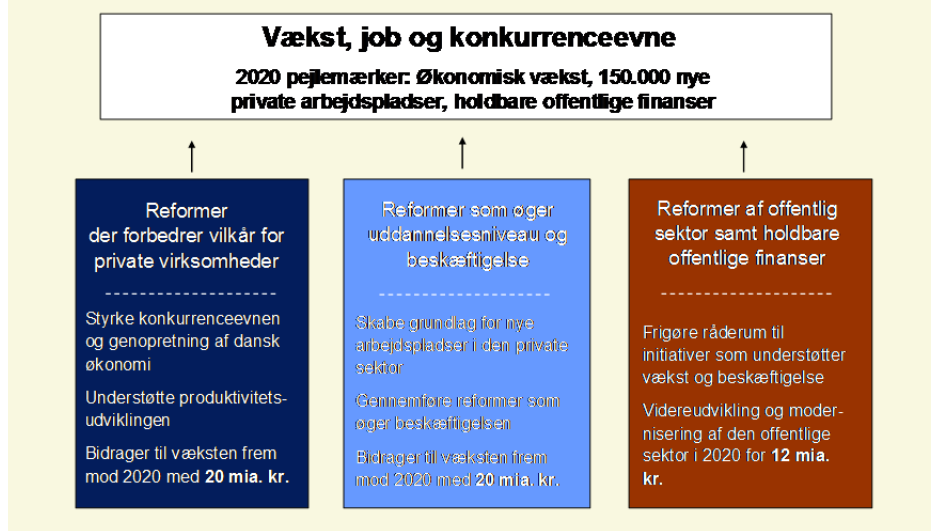 Vækst, job og konkurrenceevne
2020 pejlemærker: Økonomisk vækst, 150.000 nye
private arbejdspladser, holdbare offentlige finanser
Reformer
der forbedrer vilkår for
private virksomheder
Styrke konkurrenceevnen
og genopretning af dansk
økonomi
Understøtte produktivitets-
udviklingen
Bidrager til væksten frem
mod 2020 med 20 mia. kr.
Reformer som øger
uddannelsesniveau og
beskæftigelse
Skabe grundlag for nye
arbejdspladser i den private
sektor
Gennemføre reformer som
øger beskæftigelsen
Bidrager til væksten frem
mod 2020 med 20 mia. kr.
Reformer af offentlig
sektor samt holdbare
offentlige finanser
Frigøre råderum til
initiativer som understøtter
vækst og beskæftigelse
Videreudvikling og moder-
nisering af den offentlige
sektor i 2020 for 12 mia.
kr.